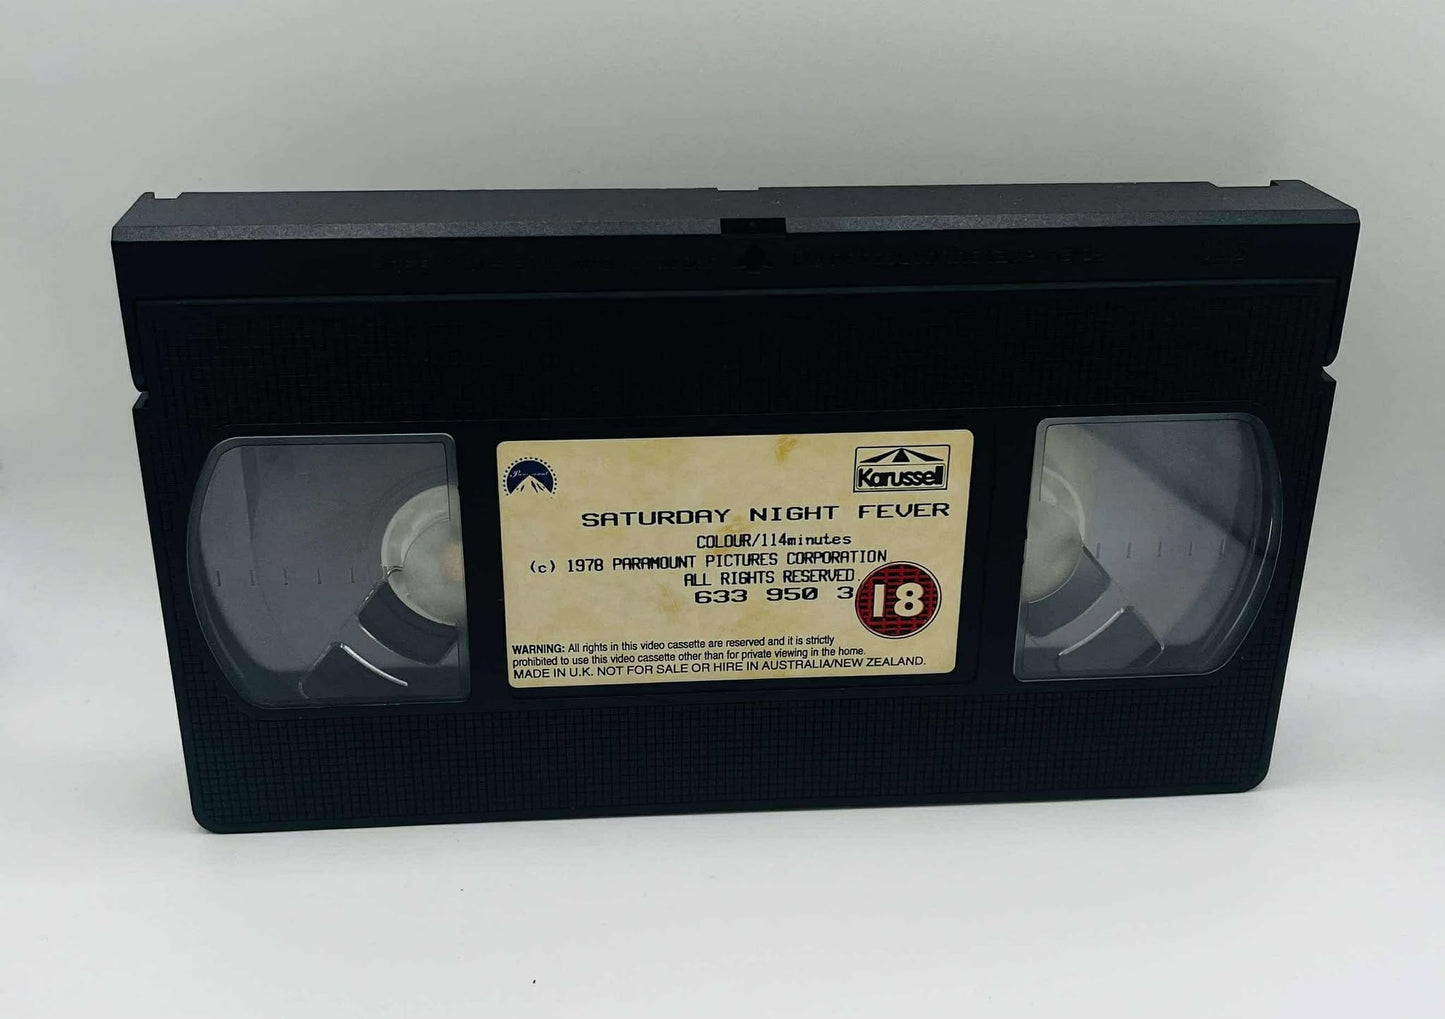 Paramount
Karussell
SATURDAY NIGHT FEVER
COLOUR/114minutes
(c) 1978 PARAMOUNT PICTURES CORPORATION
ALL RIGHTS RESERVED
633 950 3
18
WARNING: All rights in this video cassette are reserved and it is strictly
prohibited to use this video cassette other than for private viewing in the home.
MADE IN U.K. NOT FOR SALE OR HIRE IN AUSTRALIA/NEW ZEALAND.